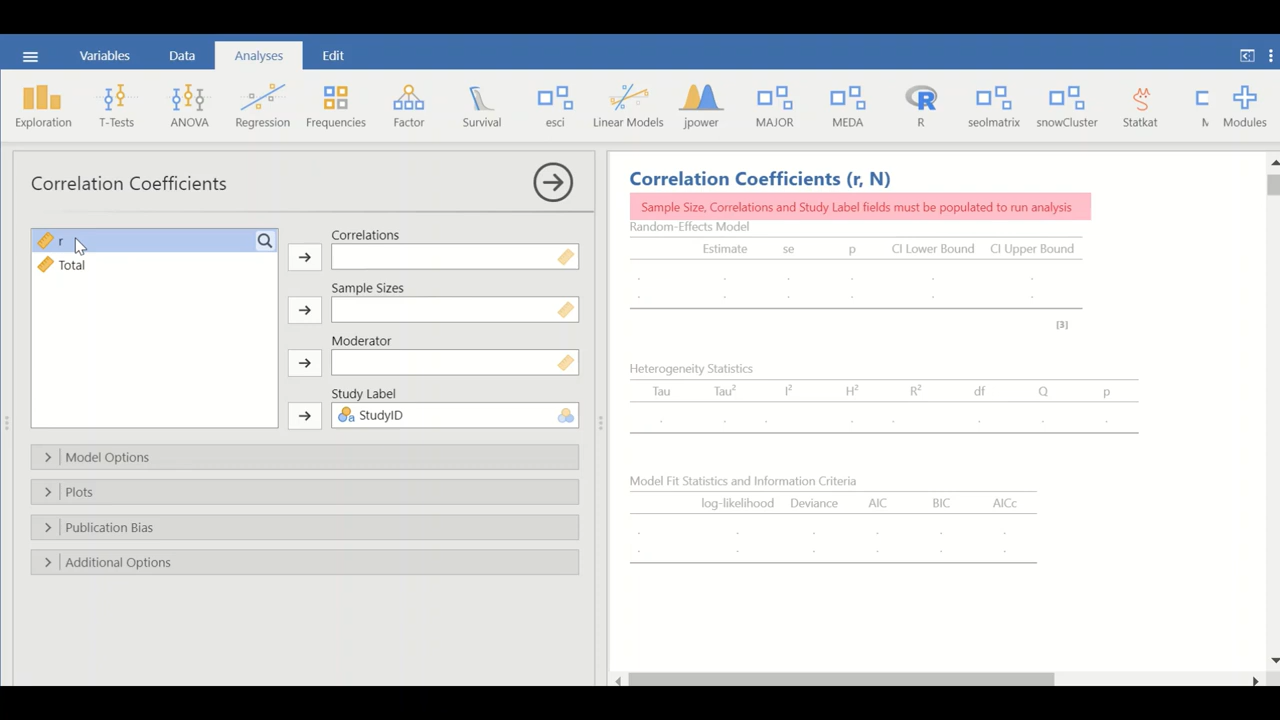 Variables Data Analyses Edit
Exploration T-Tests ANOVA Regression Frequencies Factor Survival esci Linear Models jpower MAJOR MEDA R seolmatrix snowCluster Statkat M Modules
Correlation Coefficients
r
Total
Correlations
Sample Sizes
Moderator
Study Label
StudyID
Model Options
Plots
Publication Bias
Additional Options
Correlation Coefficients (r, N)
Sample Size, Correlations and Study Label fields must be populated to run analysis
Random-Effects Model
Estimate se p CI Lower Bound CI Upper Bound
[3]
Heterogeneity Statistics
Tau Tau² I² H² R² df Q p
Model Fit Statistics and Information Criteria
log-likelihood Deviance AIC BIC AICc